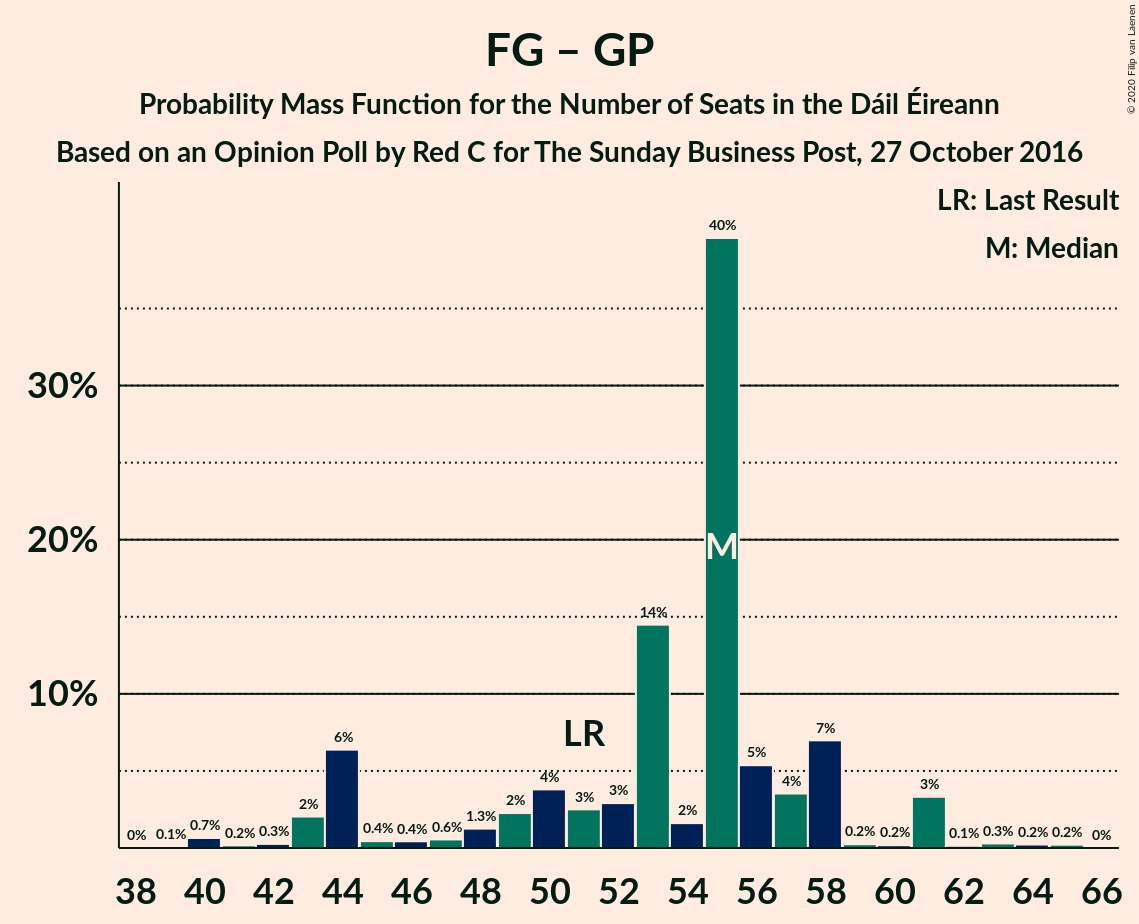 FG – GP
Probability Mass Function for the Number of Seats in the Dáil Éireann
Based on an Opinion Poll by Red C for The Sunday Business Post, 27 October 2016
© 2020 Filip van Laenen
LR: Last Result
M: Median
30%
20%
10%
0% 0.1% 0.7% 0.2% 0.3% 2% 6% 0.4% 0.4% 0.6% 1.3% 2% 4% 3% 3% 14% 2% 40% 5% 4% 7% 0.2% 0.2% 3% 0.1% 0.3% 0.2% 0.2% 0%
LR
M
38 40 42 44 46 48 50 52 54 56 58 60 62 64 66